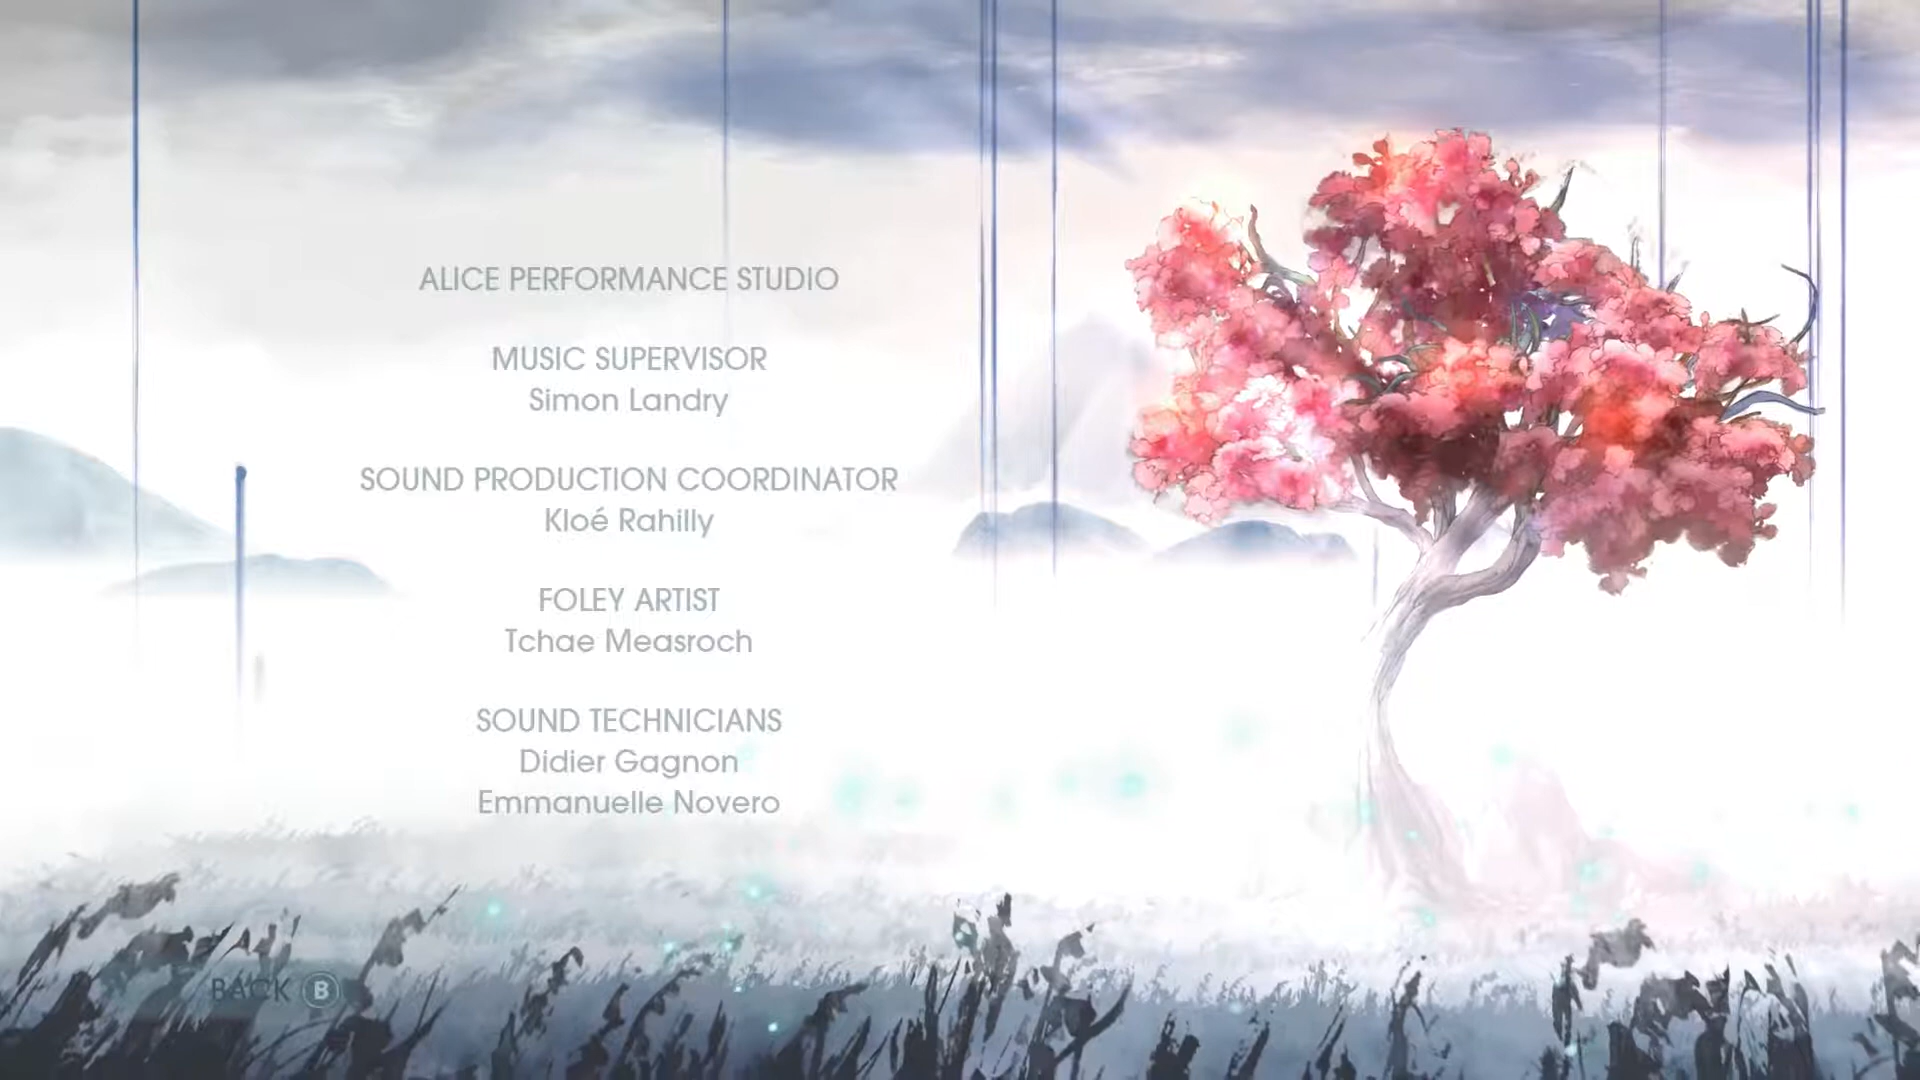 ALICE PERFORMANCE STUDIO
MUSIC SUPERVISOR
Simon Landry
SOUND PRODUCTION COORDINATOR
Kloé Rahilly
FOLEY ARTIST
Tchae Measroch
SOUND TECHNICIANS
Didier Gagnon
Emmanuelle Novero
BACK B